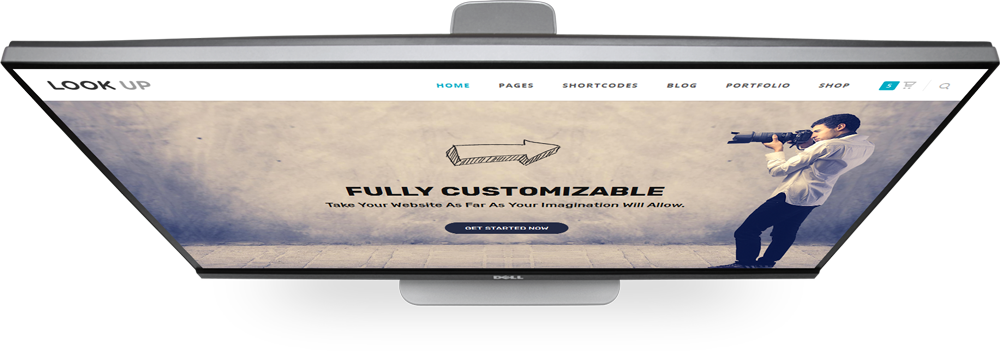 LOOK UP
HOME PAGES SHORTCODES BLOG PORTFOLIO SHOP 5
FULLY CUSTOMIZABLE
Take Your Website As Far As Your Imagination Will Allow.
GET STARTED NOW
DELL